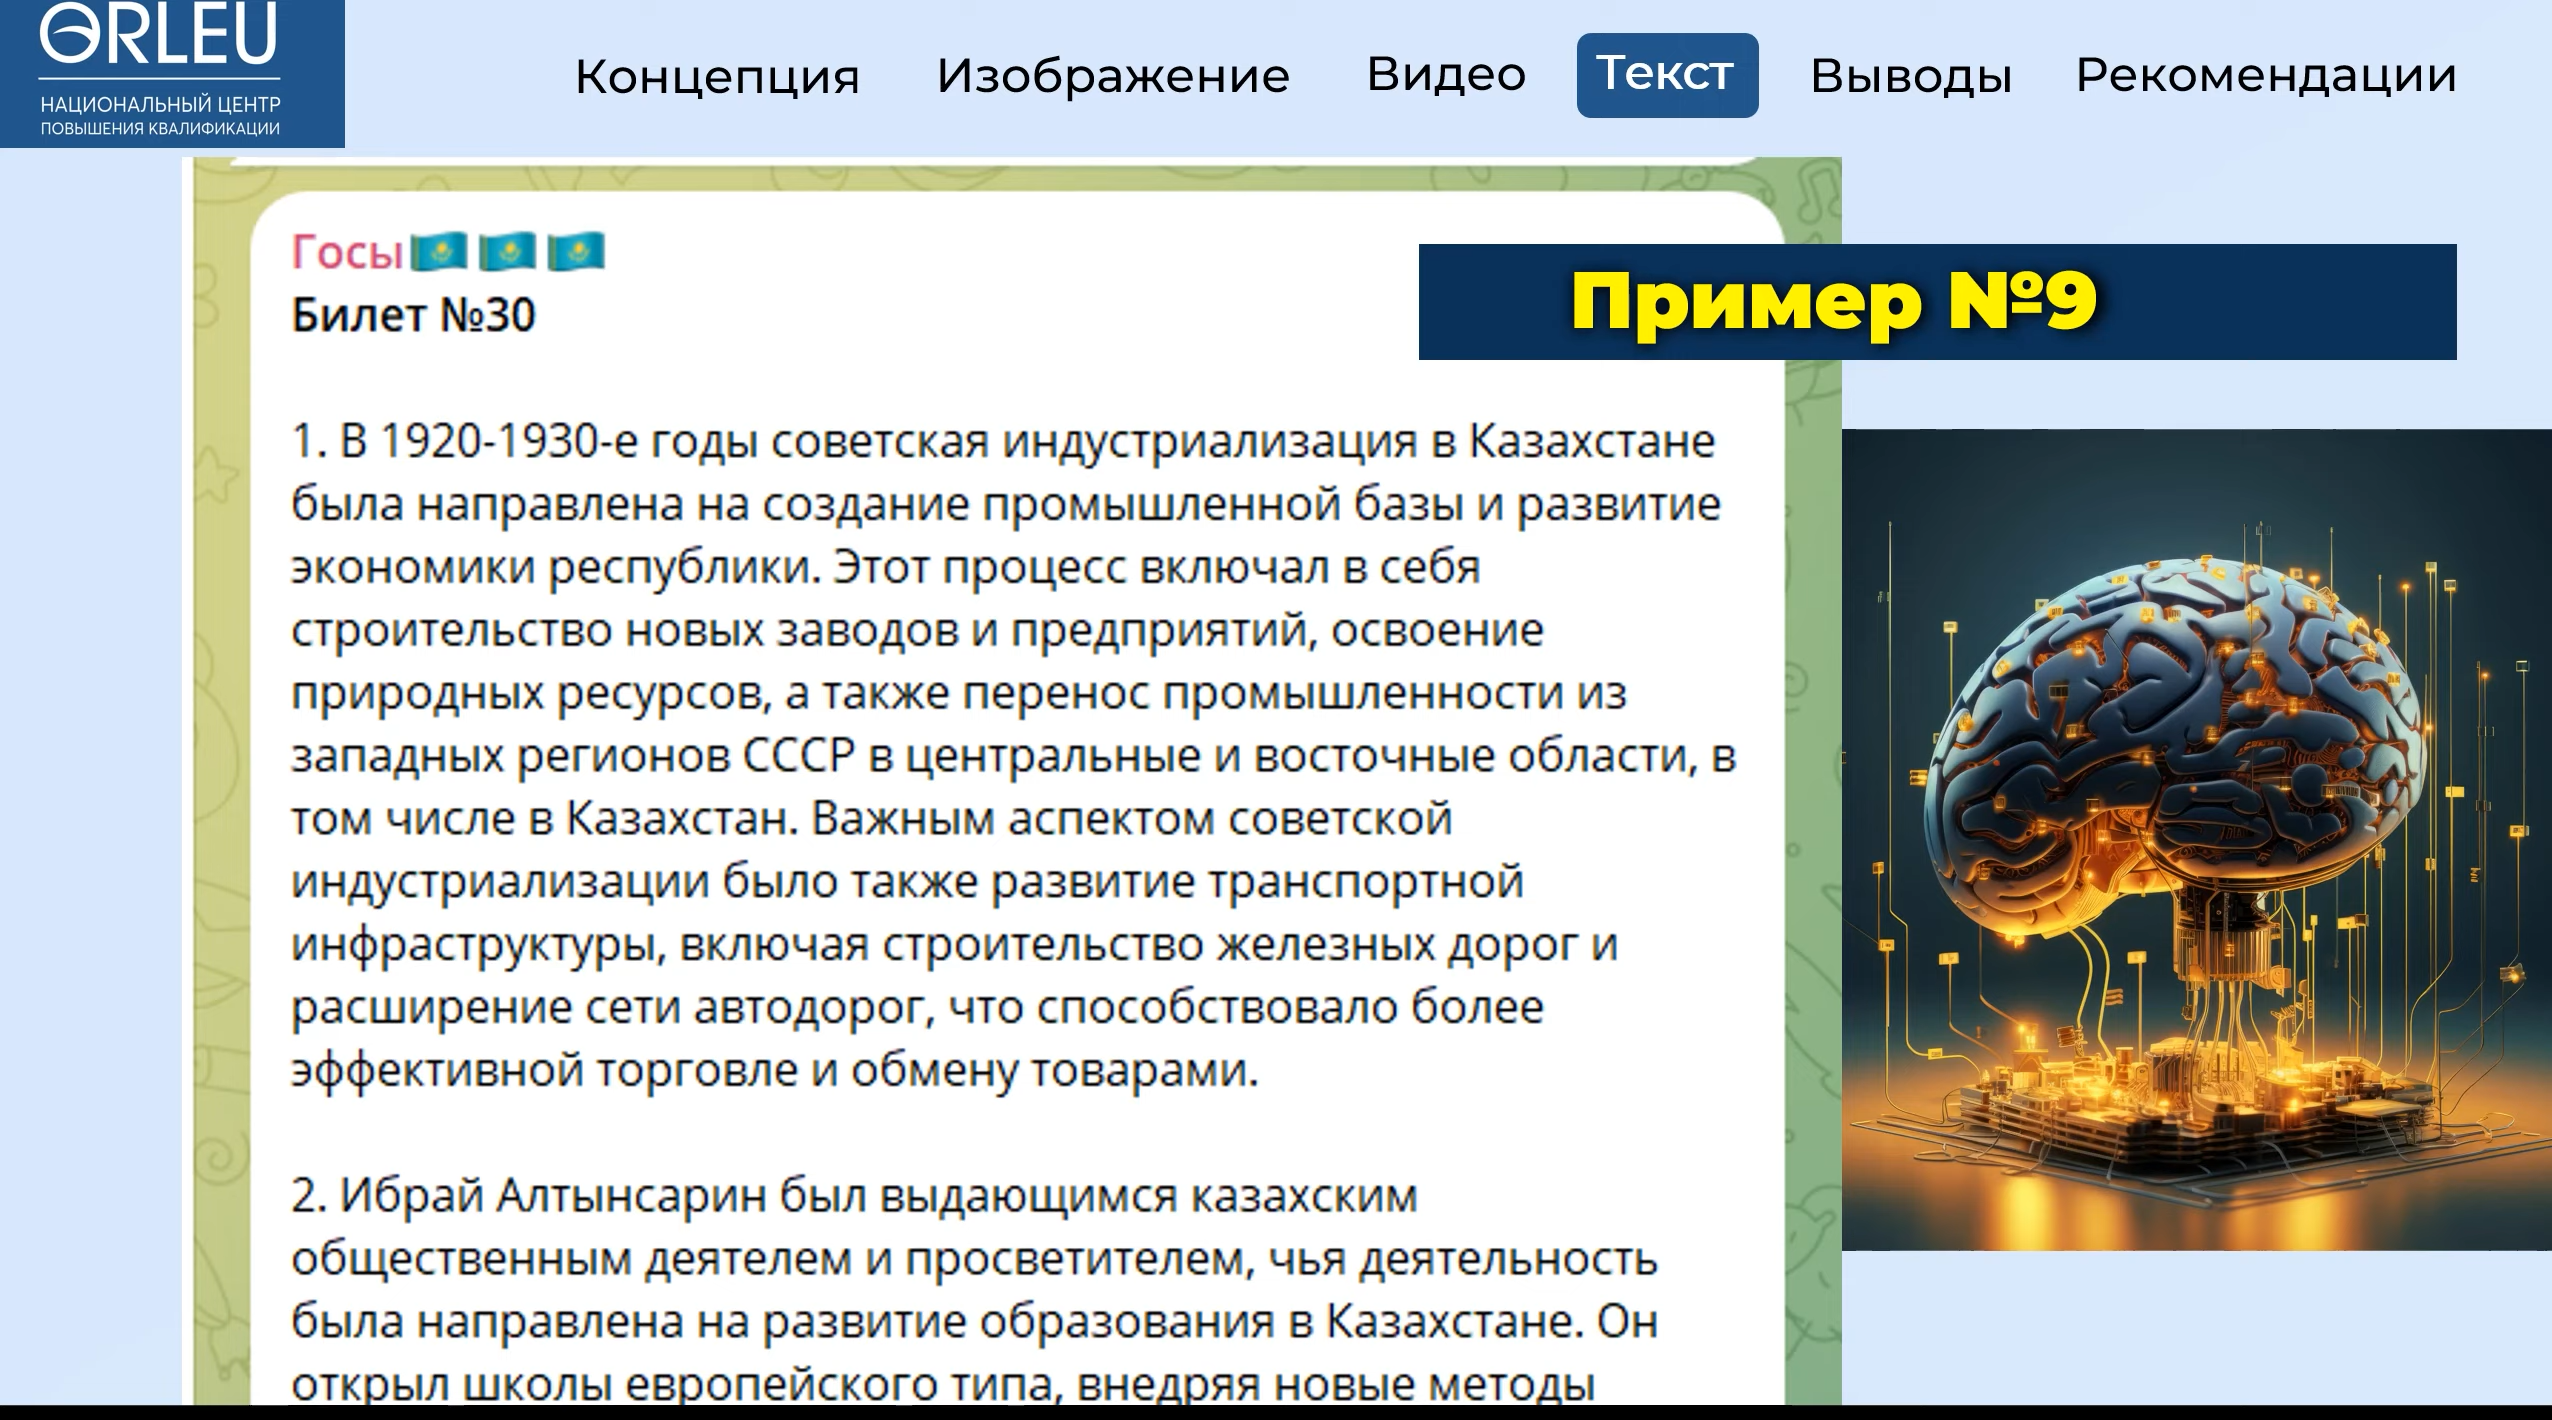 ӨRLEU
НАЦИОНАЛЬНЫЙ ЦЕНТР
ПОВЫШЕНИЯ КВАЛИФИКАЦИИ
Концепция Изображение Видео Текст Выводы Рекомендации
Госы
Билет №30
Пример №9
1. В 1920-1930-е годы советская индустриализация в Казахстане
была направлена на создание промышленной базы и развитие
экономики республики. Этот процесс включал в себя
строительство новых заводов и предприятий, освоение
природных ресурсов, а также перенос промышленности из
западных регионов СССР в центральные и восточные области, в
том числе в Казахстан. Важным аспектом советской
индустриализации было также развитие транспортной
инфраструктуры, включая строительство железных дорог и
расширение сети автодорог, что способствовало более
эффективной торговле и обмену товарами.
2. Ибрай Алтынсарин был выдающимся казахским
общественным деятелем и просветителем, чья деятельность
была направлена на развитие образования в Казахстане. Он
открыл школы европейского типа, внедряя новые методы